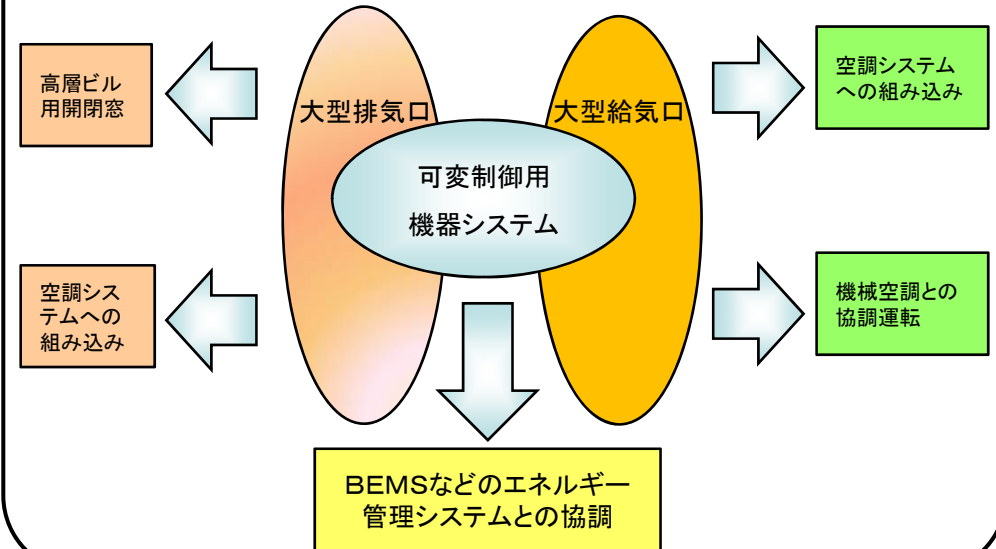 高層ビル
用開閉窓
大型排気口
大型給気口
空調システム
への組み込み
可変制御用
機器システム
空調シス
テムへの
組み込み
機械空調との
協調運転
BEMSなどのエネルギー
管理システムとの協調